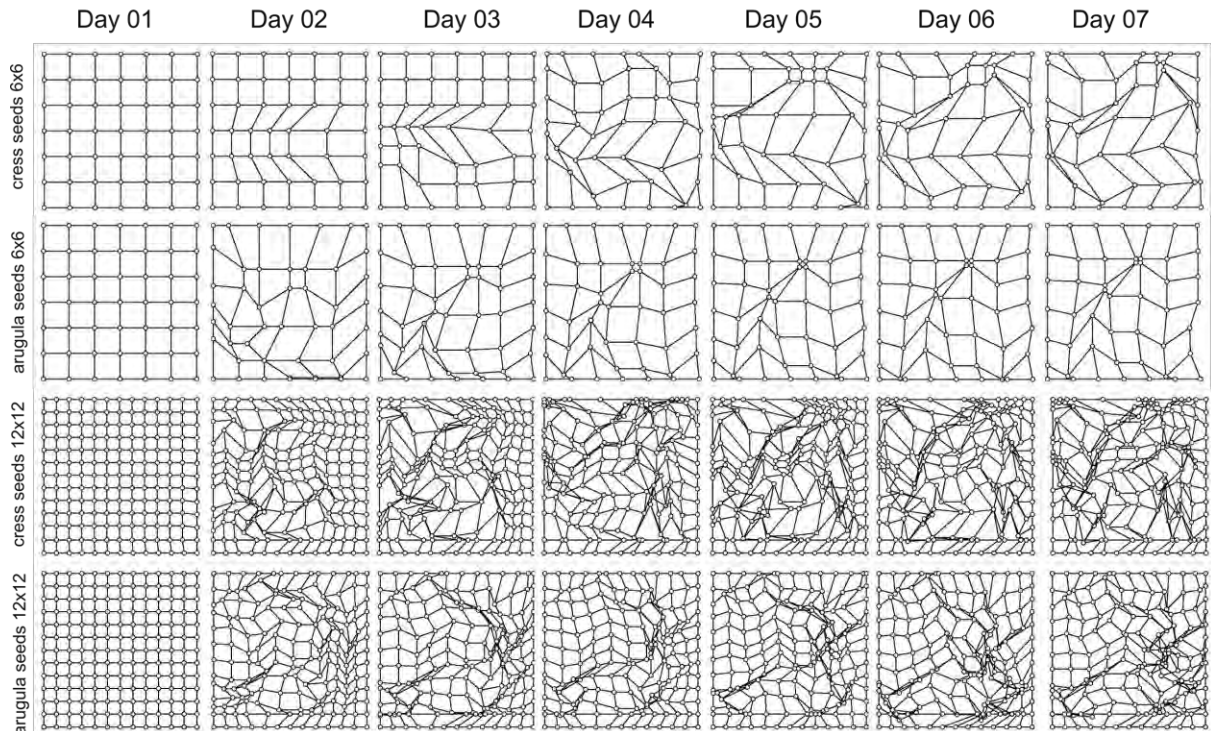 Day 01 Day 02 Day 03 Day 04 Day 05 Day 06 Day 07
cress seeds 6x6
arugula seeds 6x6
cress seeds 12x12
arugula seeds 12x12